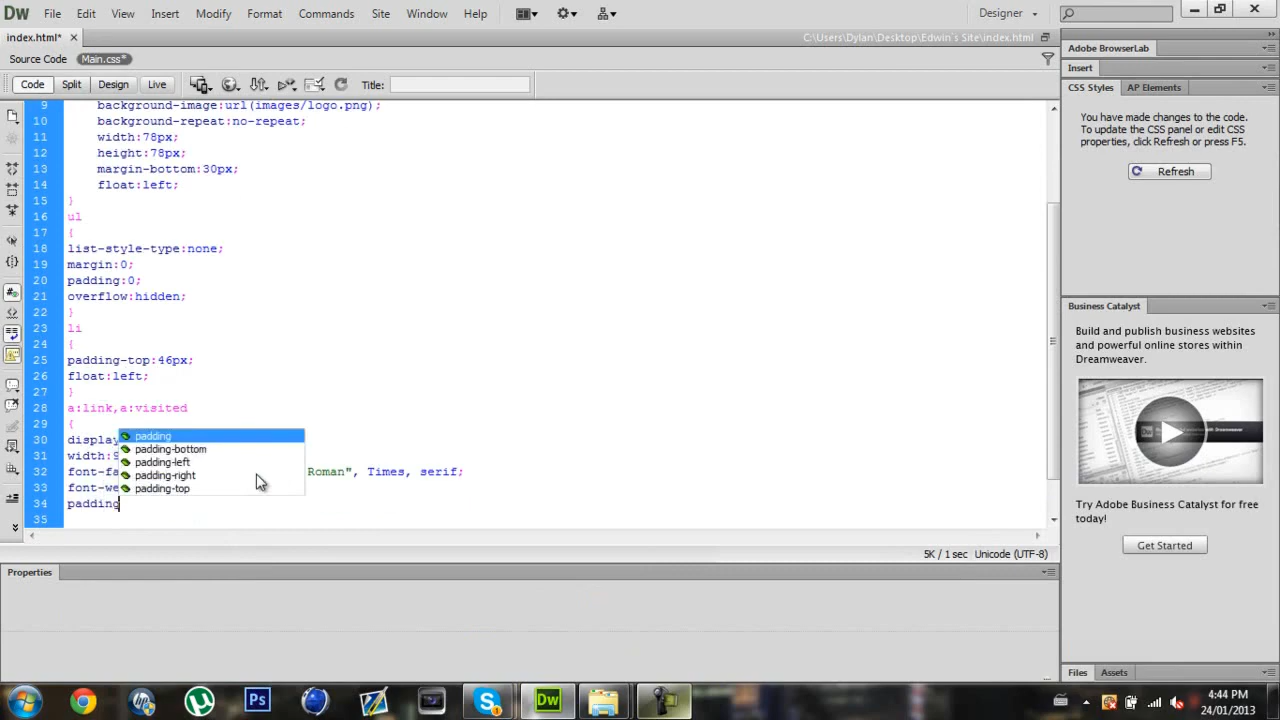 Dw File Edit View Insert Modify Format Commands Site Window Help Designer
index.html* C:\Users\Dylan\Desktop\Edwin`s Site\index.html
Source Code Main.css*
Code Split Design Live Title:
9 background-image:url(images/logo.png);
10 background-repeat:no-repeat;
11 width:78px;
12 height:78px;
13 margin-bottom:30px;
14 float:left;
15 }
16 ul
17 {
18 list-style-type:none;
19 margin:0;
20 padding:0;
21 overflow:hidden;
22 }
23 li
24 {
25 padding-top:46px;
26 float:left;
27 }
28 a:link,a:visited
29 {
30 display
31 width:9
32 font-fa Roman", Times, serif;
33 font-we
34 padding
35
padding
padding-bottom
padding-left
padding-right
padding-top
5K / 1 sec Unicode (UTF-8)
Properties
Adobe BrowserLab
Insert
CSS Styles AP Elements
You have made changes to the code.
To update the CSS panel or edit CSS
properties, click Refresh or press F5.
Refresh
Business Catalyst
Build and publish business websites
and powerful online stores within
Dreamweaver.
Try Adobe Business Catalyst for free
today!
Get Started
Files Assets
Ps Dw
4:44 PM
24/01/2013